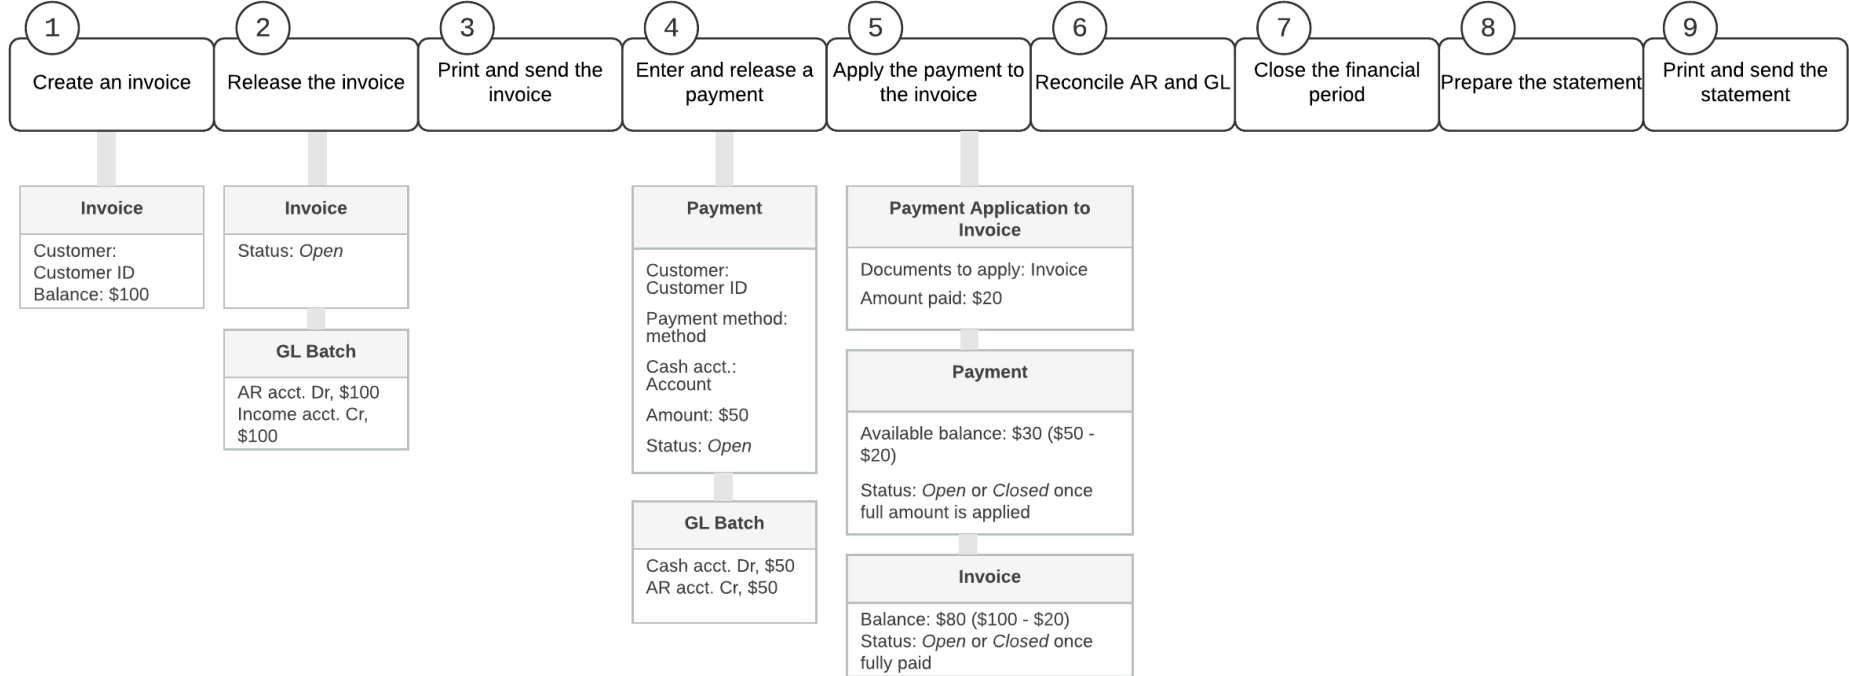 1
Create an invoice
2
Release the invoice
3
Print and send the
invoice
4
Enter and release a
payment
5
Apply the payment to
the invoice
6
Reconcile AR and GL
7
Close the financial
period
8
Prepare the statement
9
Print and send the
statement
Invoice
Customer:
Customer ID
Balance: $100
Invoice
Status: Open
GL Batch
AR acct. Dr, $100
Income acct. Cr,
$100
Payment
Customer:
Customer ID
Payment method:
method
Cash acct.:
Account
Amount: $50
Status: Open
GL Batch
Cash acct. Dr, $50
AR acct. Cr, $50
Payment Application to
Invoice
Documents to apply: Invoice
Amount paid: $20
Payment
Available balance: $30 ($50 -
$20)
Status: Open or Closed once
full amount is applied
Invoice
Balance: $80 ($100 - $20)
Status: Open or Closed once
fully paid